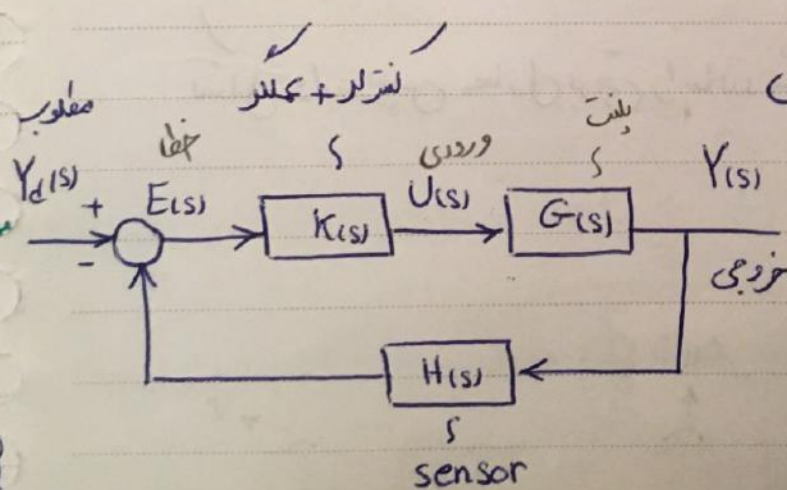 کنترلر + عملگر
مطلوب
خطا
ورودی
پلنت
Yd(s)
+
E(s)
U(s)
Y(s)
K(s)
G(s)
-
خروجی
H(s)
sensor